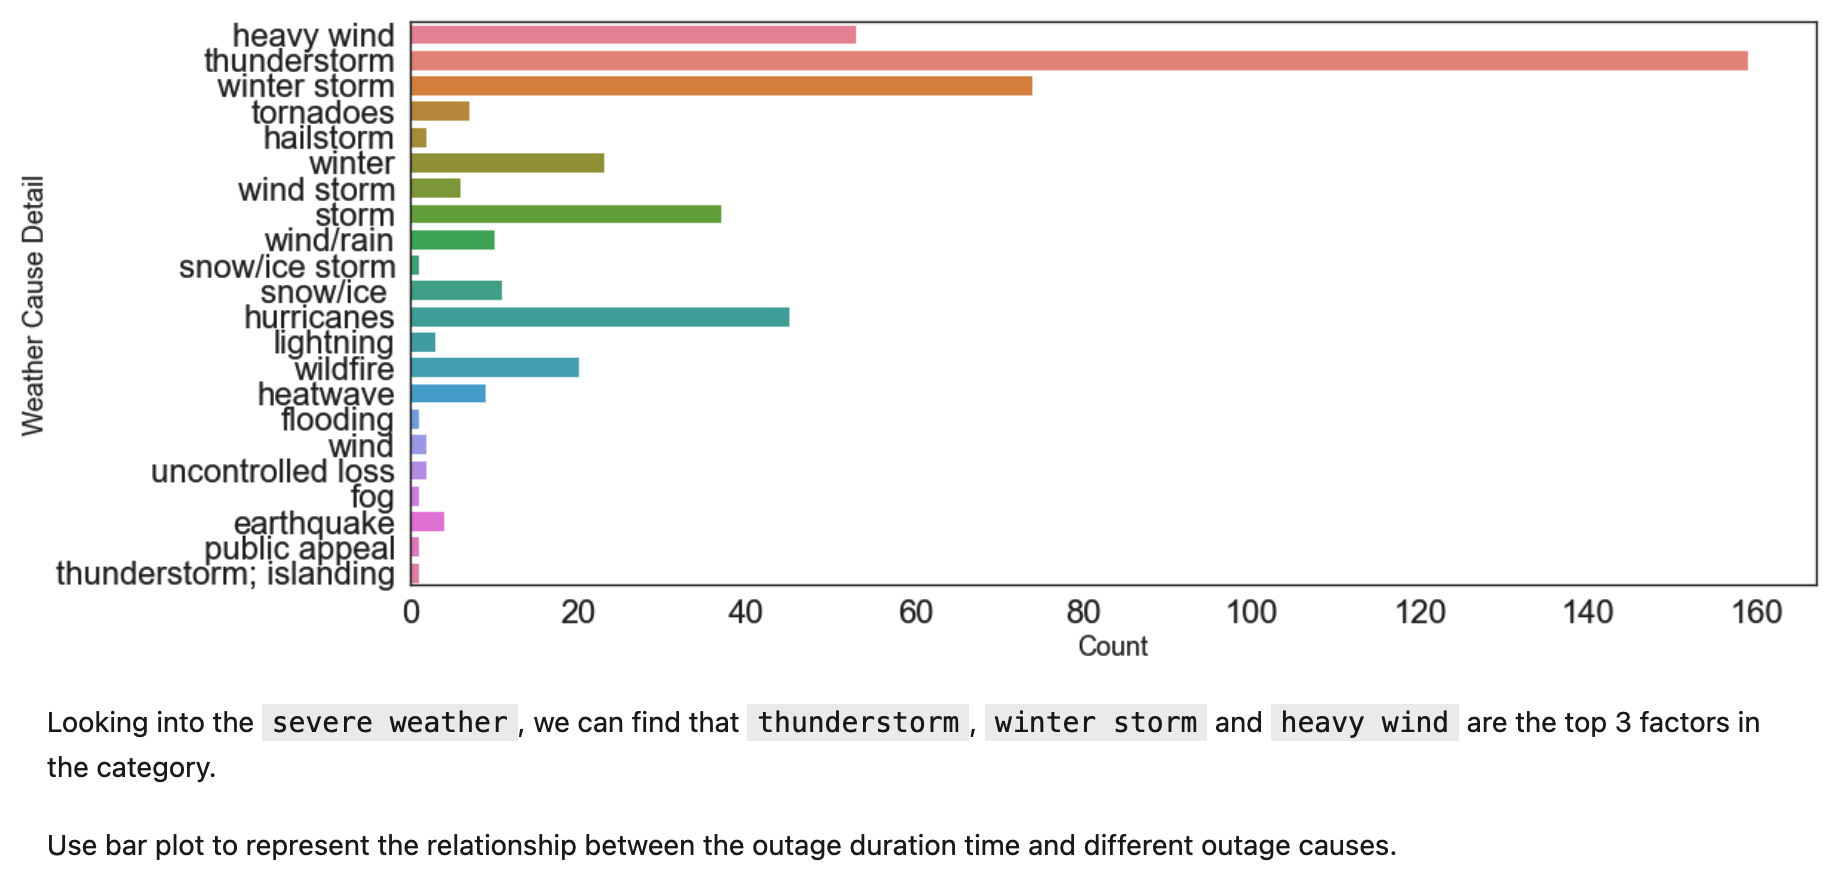 heavy wind
thunderstorm
winter storm
tornadoes
hailstorm
winter
wind storm
storm
wind/rain
snow/ice storm
snow/ice
hurricanes
lightning
wildfire
heatwave
flooding
wind
uncontrolled loss
fog
earthquake
public appeal
thunderstorm; islanding
Weather Cause Detail
0 20 40 60 80 100 120 140 160
Count
Looking into the severe weather, we can find that thunderstorm, winter storm and heavy wind are the top 3 factors in
the category.
Use bar plot to represent the relationship between the outage duration time and different outage causes.